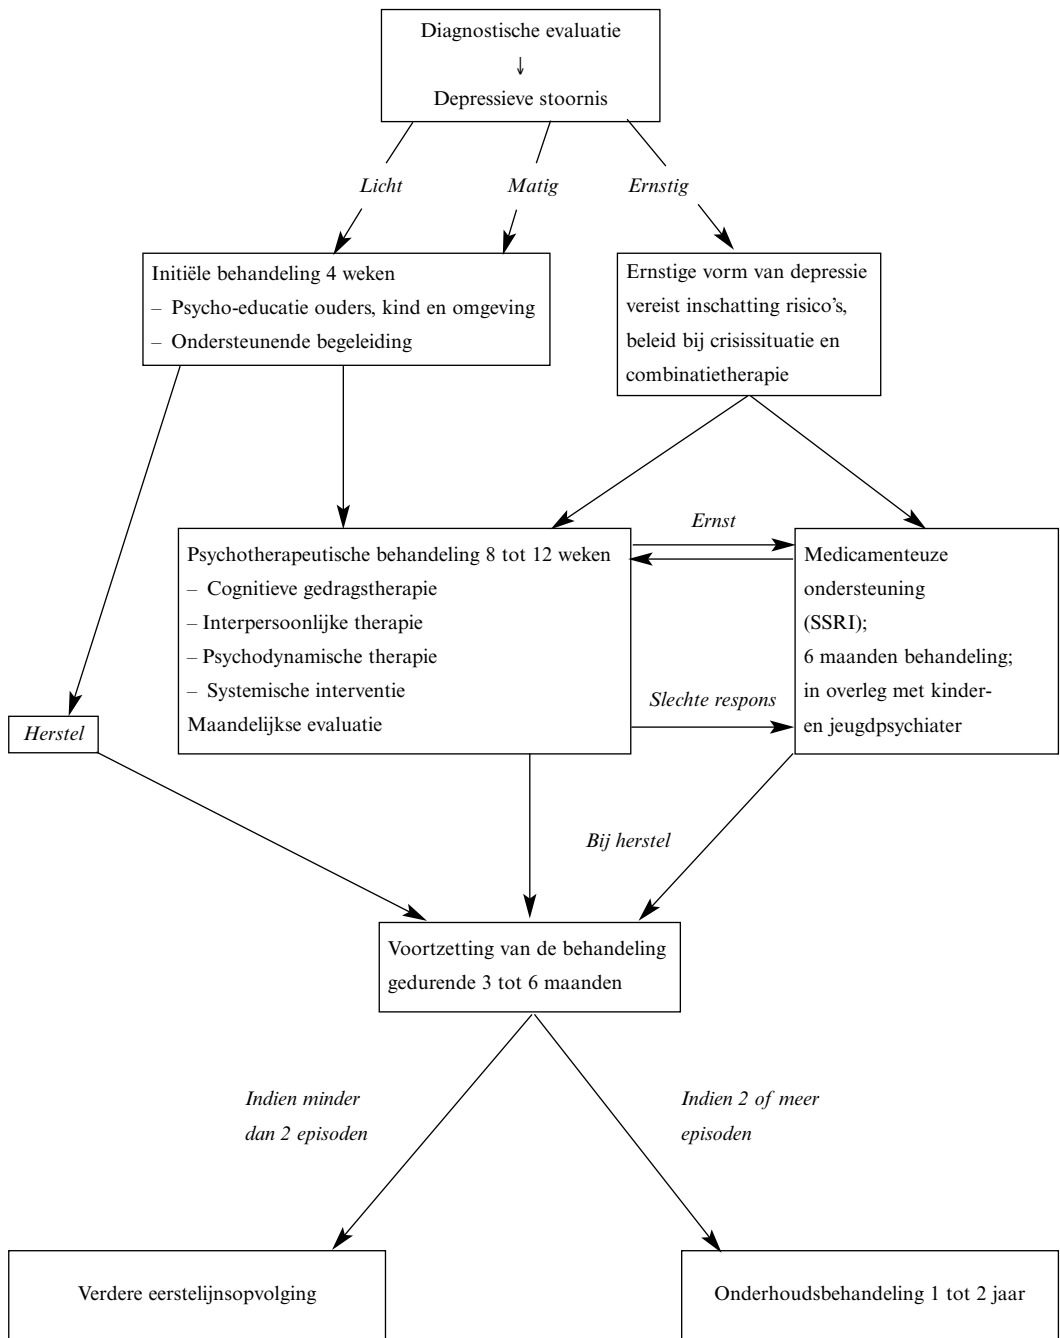 Diagnostische evaluatie
↓
Depressieve stoornis
Licht
Matig
Ernstig
Initiële behandeling 4 weken
– Psycho-educatie ouders, kind en omgeving
– Ondersteunende begeleiding
Ernstige vorm van depressie
vereist inschatting risico's,
beleid bij crisissituatie en
combinatietherapie
Psychotherapeutische behandeling 8 tot 12 weken
– Cognitieve gedragstherapie
– Interpersoonlijke therapie
– Psychodynamische therapie
– Systemische interventie
Maandelijkse evaluatie
Ernst
Slechte respons
Medicamenteuze
ondersteuning
(SSRI);
6 maanden behandeling;
in overleg met kinder-
en jeugdpsychiater
Herstel
Bij herstel
Voortzetting van de behandeling
gedurende 3 tot 6 maanden
Indien minder
dan 2 episoden
Indien 2 of meer
episoden
Verdere eerstelijnsopvolging
Onderhoudsbehandeling 1 tot 2 jaar